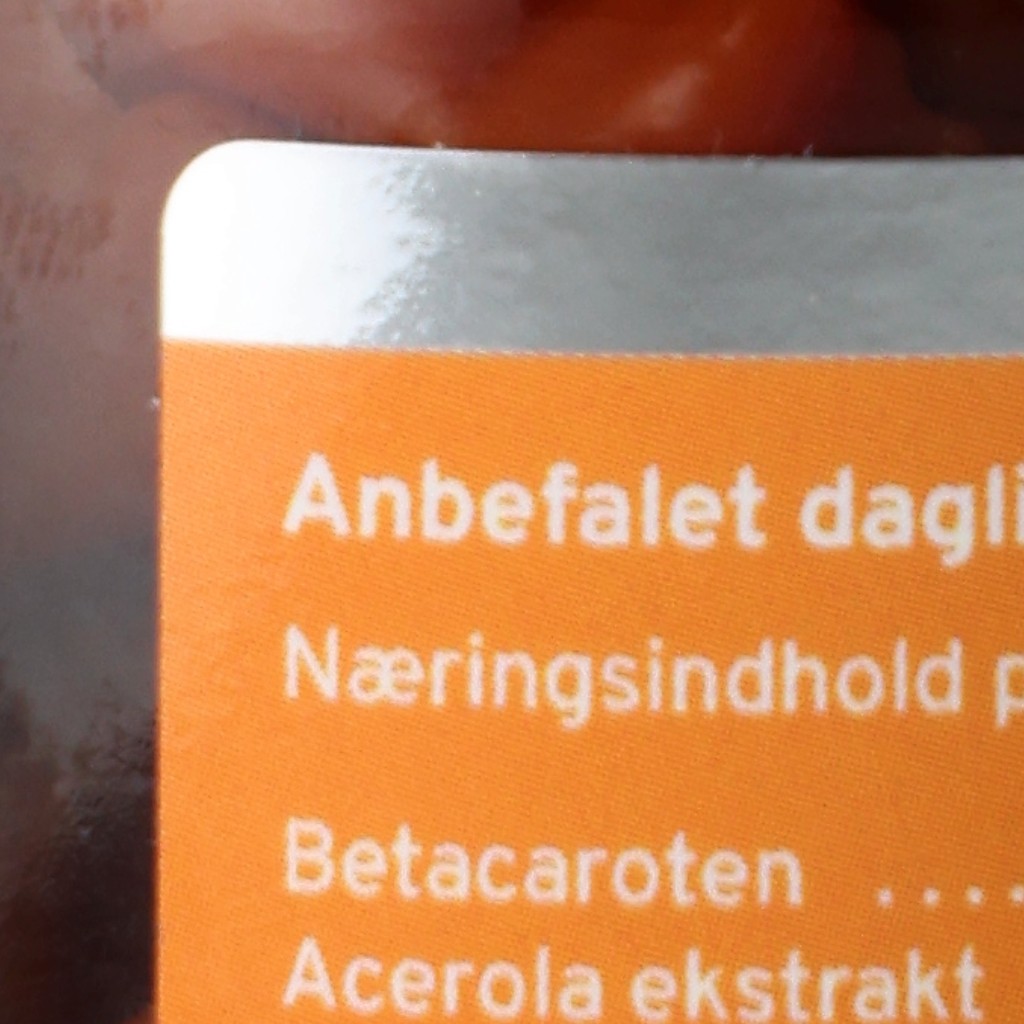 Anbefalet dagli
Næringsindhold p
Betacaroten ....
Acerola ekstrakt